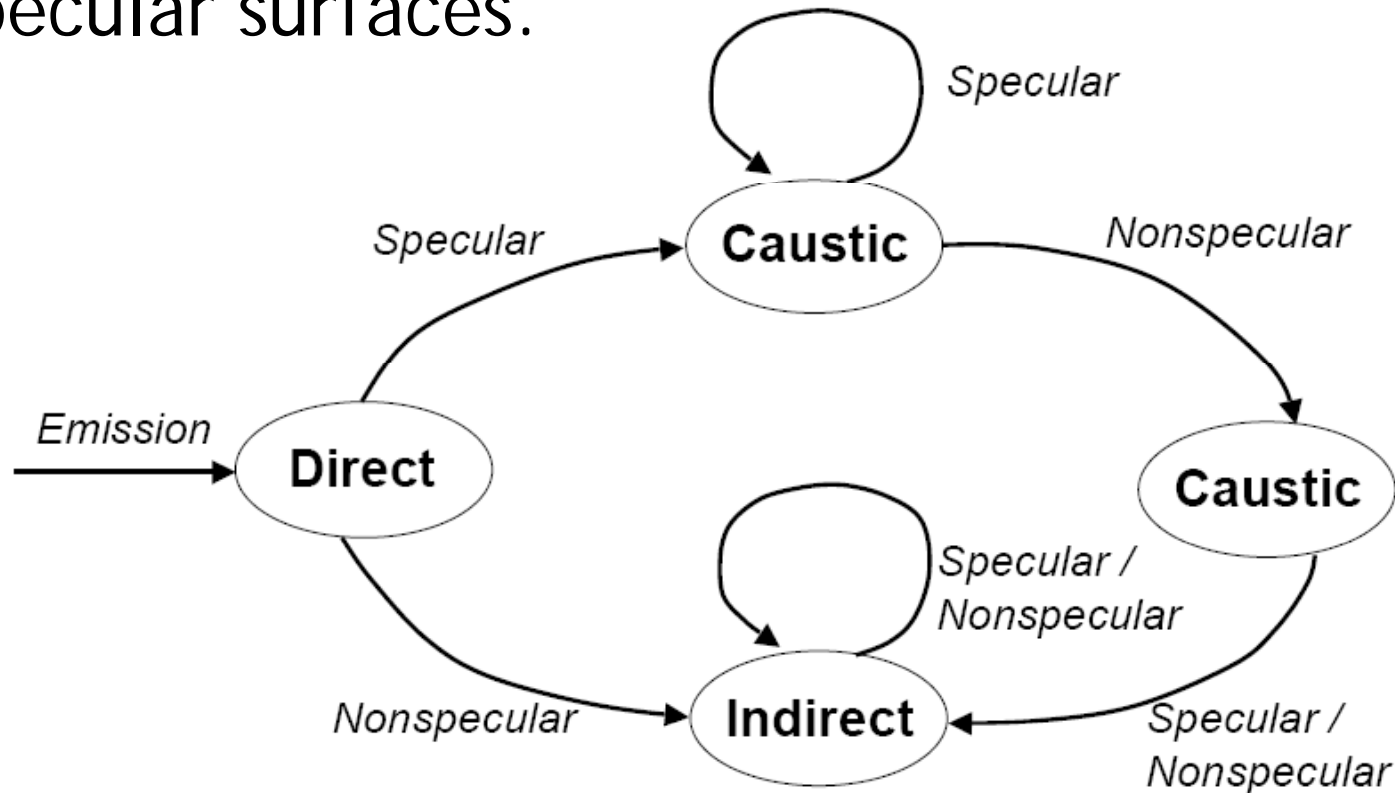 pecular surfaces.
Specular
Specular
Caustic
Nonspecular
Emission
Direct
Caustic
Specular /
Nonspecular
Nonspecular
Indirect
Specular /
Nonspecular